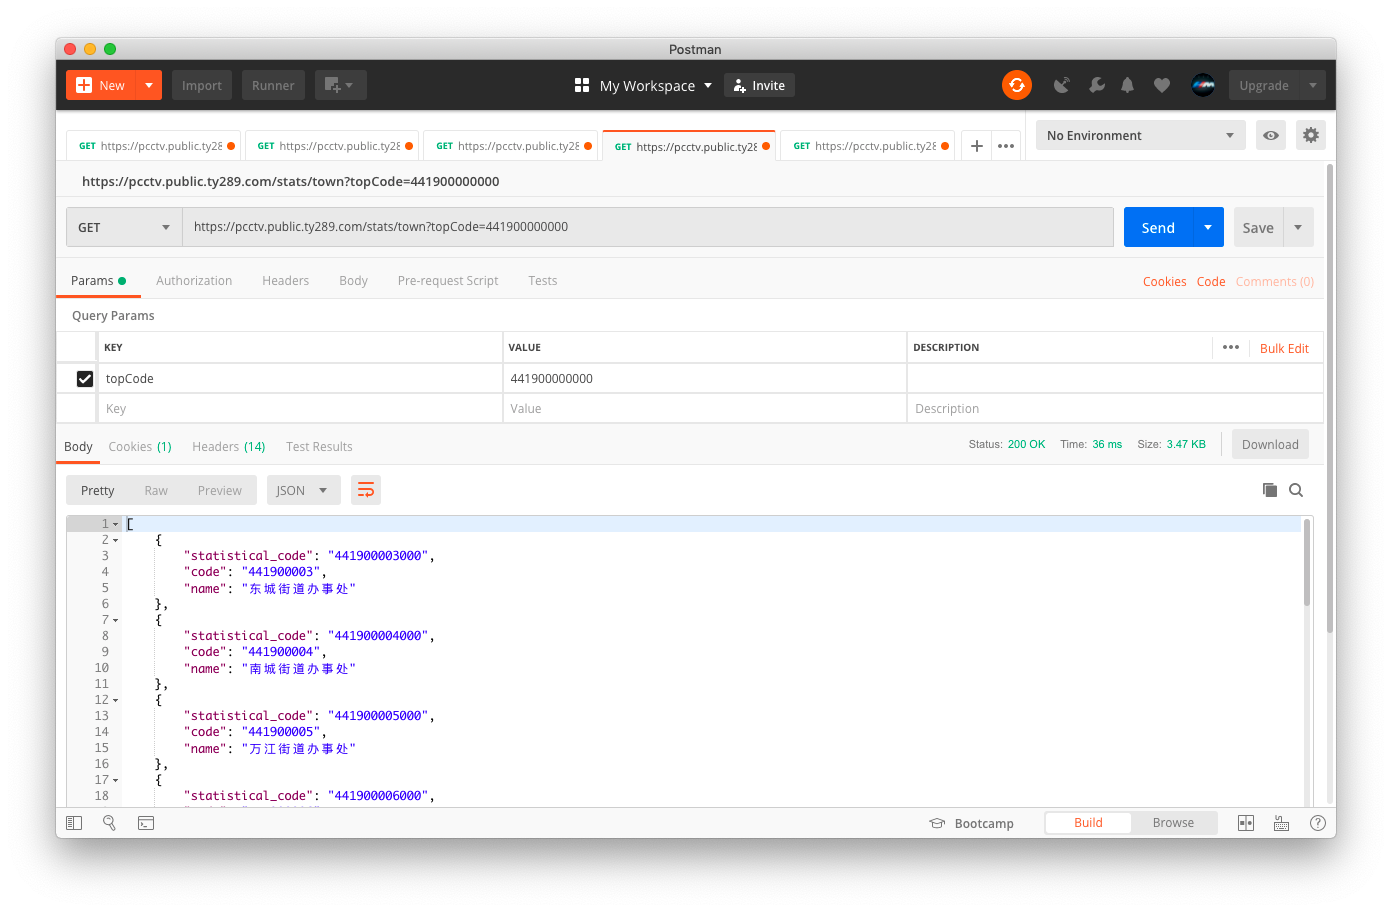 Postman
New Import Runner My Workspace Invite Upgrade
GET https://pcctv.public.ty28 GET https://pcctv.public.ty28 GET https://pcctv.public.ty28 GET https://pcctv.public.ty28 GET https://pcctv.public.ty28 No Environment
https://pcctv.public.ty289.com/stats/town?topCode=441900000000
GET https://pcctv.public.ty289.com/stats/town?topCode=441900000000 Send Save
Params Authorization Headers Body Pre-request Script Tests Cookies Code Comments (0)
Query Params
KEY VALUE DESCRIPTION Bulk Edit
topCode 441900000000
Key Value Description
Body Cookies (1) Headers (14) Test Results Status: 200 OK Time: 36 ms Size: 3.47 KB Download
Pretty Raw Preview JSON
1 [
2 {
3 "statistical_code": "441900003000",
4 "code": "441900003",
5 "name": "东城街道办事处"
6 },
7 {
8 "statistical_code": "441900004000",
9 "code": "441900004",
10 "name": "南城街道办事处"
11 },
12 {
13 "statistical_code": "441900005000",
14 "code": "441900005",
15 "name": "万江街道办事处"
16 },
17 {
18 "statistical_code": "441900006000",
Bootcamp Build Browse